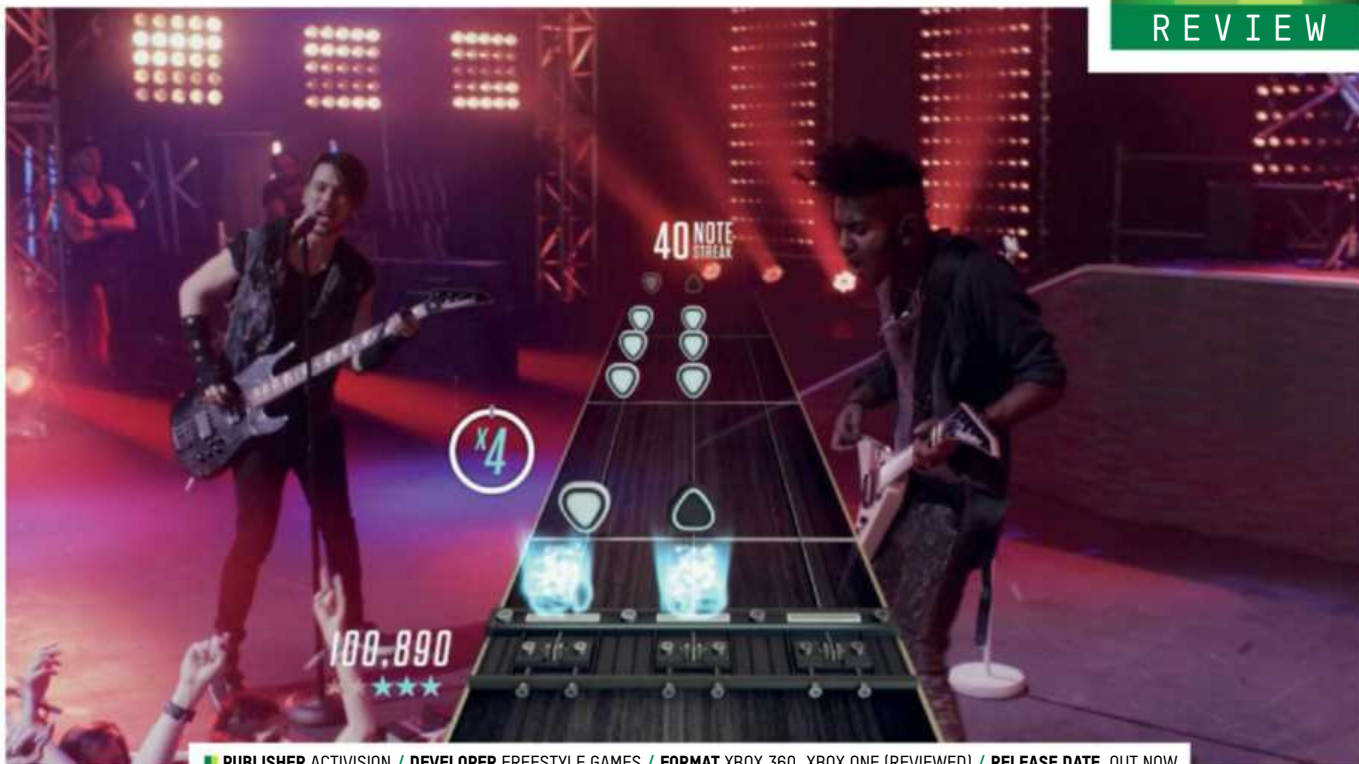 REVIEW
40 NOTE
STREAK
x4
100,890
PUBLISHER ACTIVISION / DEVELOPER FREESTYLE GAMES / FORMAT XBOX 360, XBOX ONE (REVIEWED) / RELEASE DATE OUT NOW